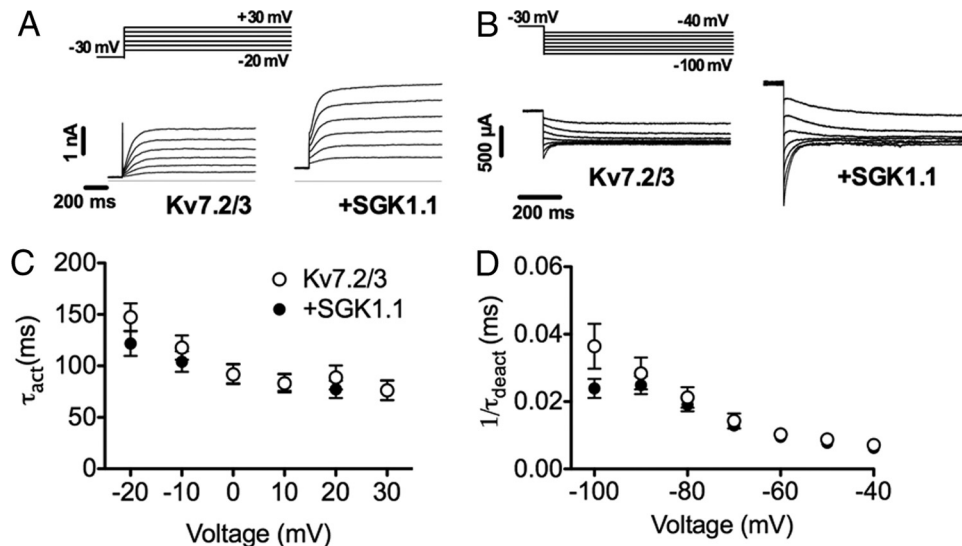 A
+30 mV
-30 mV
-20 mV
1 nA
200 ms
Kv7.2/3
+SGK1.1
B
-30 mV
-40 mV
-100 mV
500 µA
200 ms
Kv7.2/3
+SGK1.1
C
τact(ms)
200
150
100
50
0
-20 -10 0 10 20 30
Voltage (mV)
Kv7.2/3
+SGK1.1
D
1/τdeact (ms)
0.06
0.04
0.02
0.00
-100 -80 -60 -40
Voltage (mV)